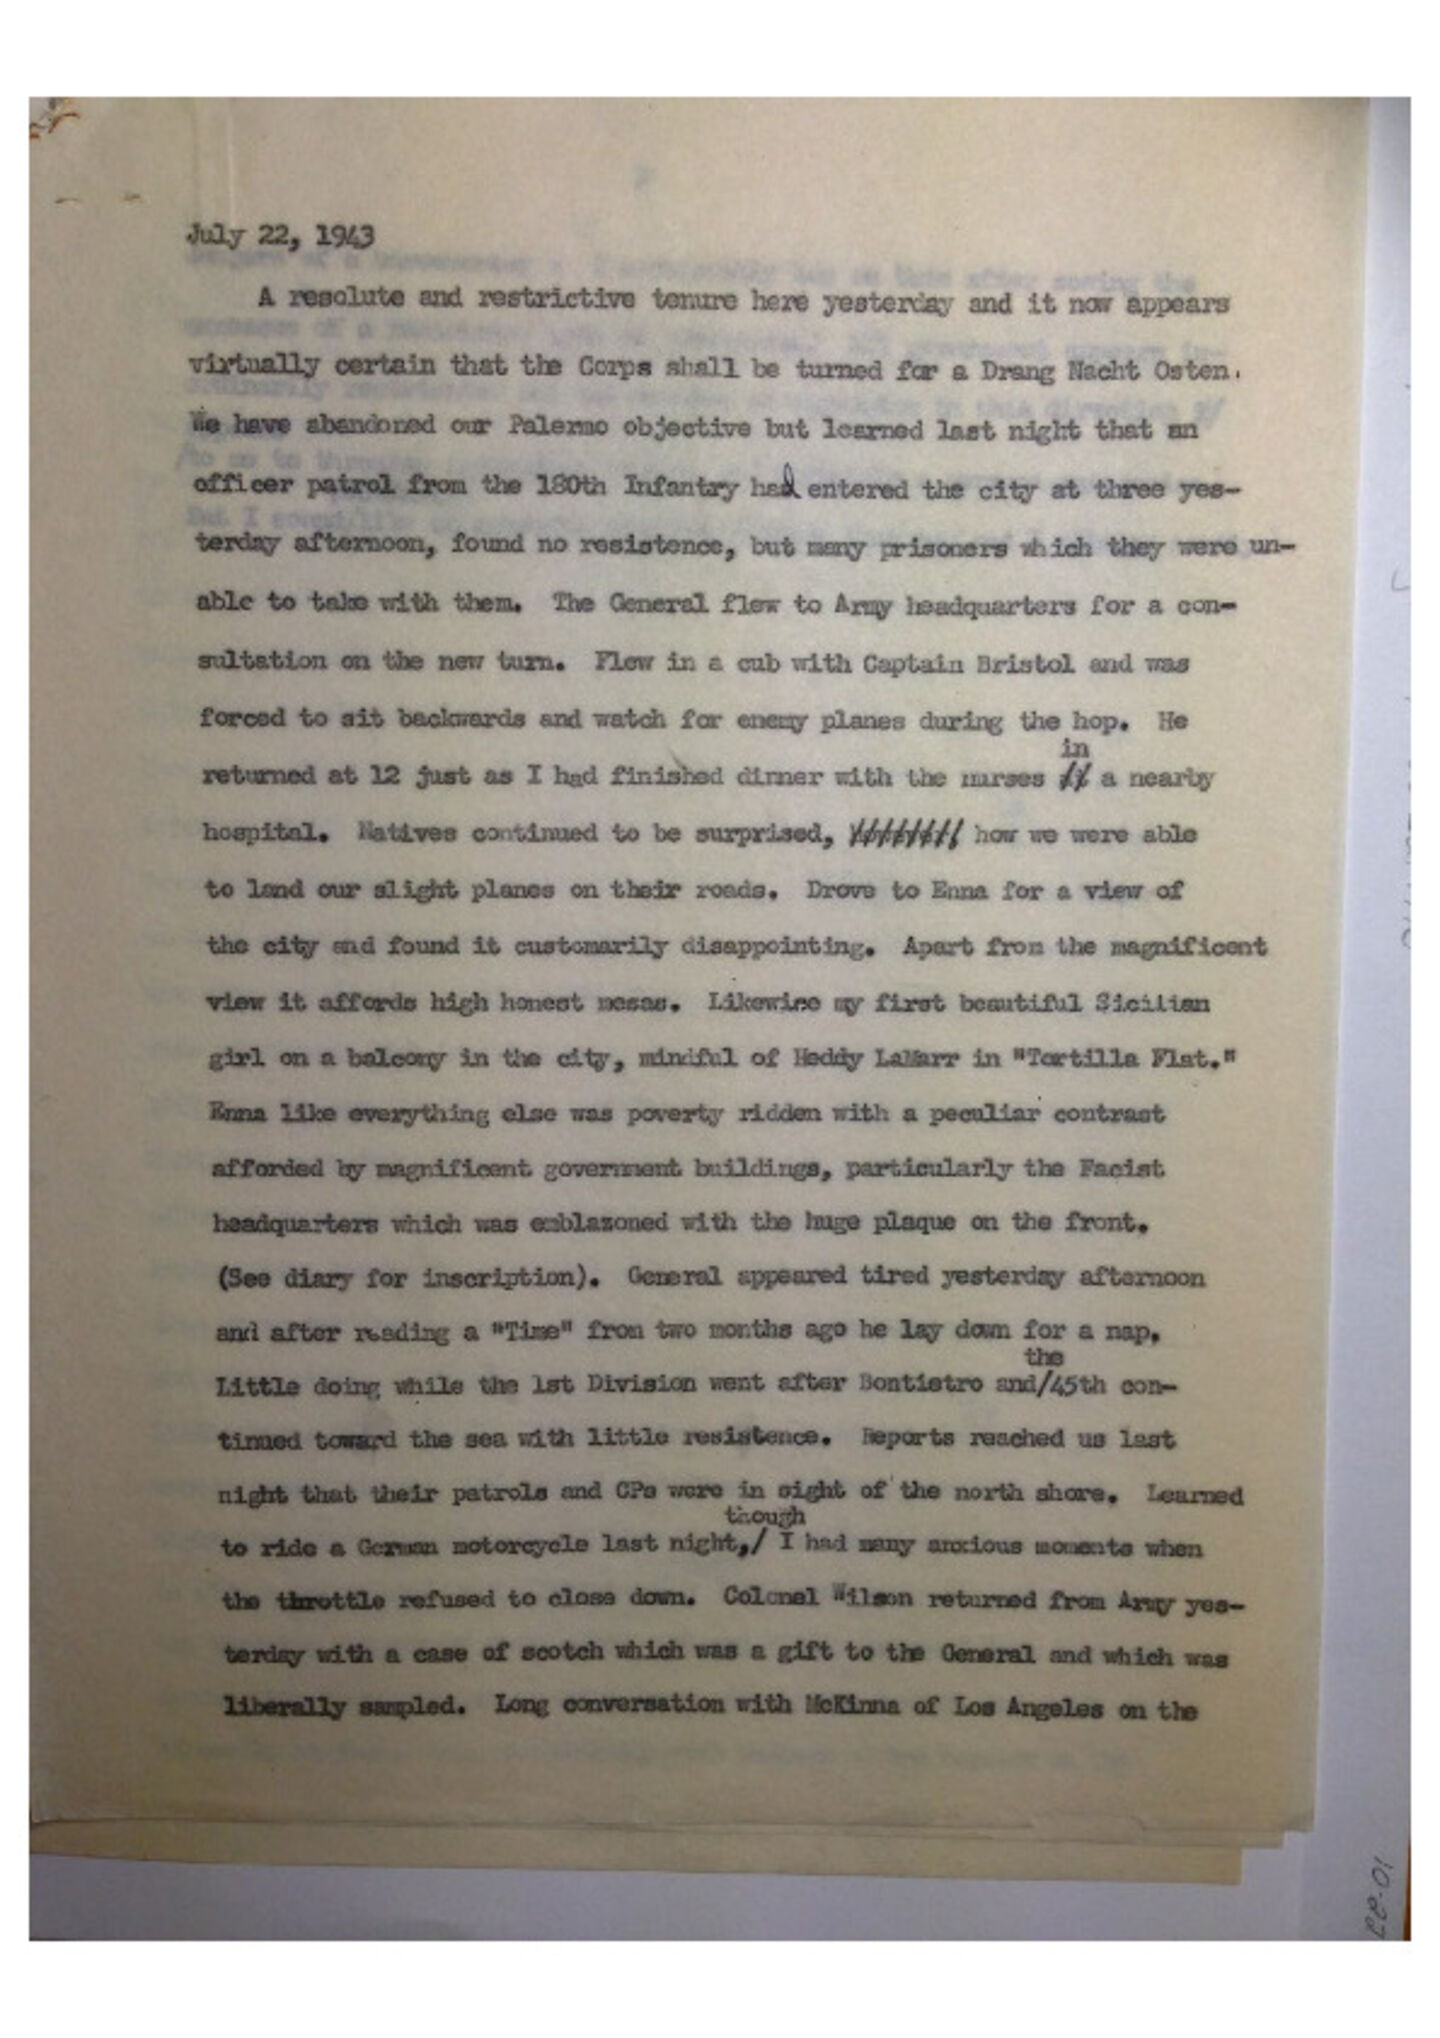 July 22, 1943
A resolute and restrictive tenure here yesterday and it now appears
virtually certain that the Corps shall be turned for a Drang Nacht Osten.
We have abandoned our Palermo objective but learned last night that an
officer patrol from the 180th Infantry had entered the city at three yes-
terday afternoon, found no resistence, but many prisoners which they were un-
able to take with them. The General flew to Army headquarters for a con-
sultation on the new turn. Flew in a cub with Captain Bristol and was
forced to sit backwards and watch for enemy planes during the hop. He
in
returned at 12 just as I had finished dinner with the nurses a nearby
hospital. Natives continued to be surprised, how we were able
to land our slight planes on their roads. Drove to Enna for a view of
the city and found it customarily disappointing. Apart from the magnificent
view it affords high honest mesas. Likewise my first beautiful Sicilian
girl on a balcony in the city, mindful of Heddy LaMarr in "Tortilla Flat."
Enna like everything else was poverty ridden with a peculiar contrast
afforded by magnificent government buildings, particularly the Facist
headquarters which was emblazoned with the huge plaque on the front.
(See diary for inscription). General appeared tired yesterday afternoon
and after reading a "Time" from two months ago he lay down for a nap.
the
Little doing while the 1st Division went after Bontietro and/45th con-
tinued toward the sea with little resistence. Reports reached us last
night that their patrols and CPs were in sight of the north shore. Learned
though
to ride a German motorcycle last night,/ I had many anxious moments when
the throttle refused to close down. Colonel Wilson returned from Army yes-
terday with a case of scotch which was a gift to the General and which was
liberally sampled. Long conversation with McKinna of Los Angeles on the